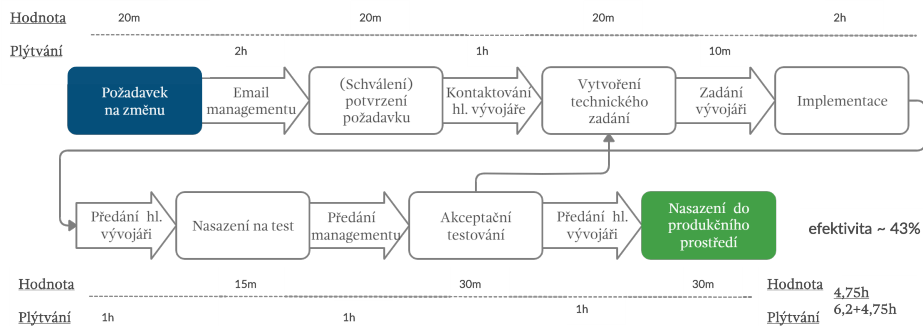 Hodnota 20m 20m 20m 2h
Plýtvání 2h 1h 10m
Požadavek
na změnu
Email
managementu
(Schválení)
potvrzení
požadavku
Kontaktování
hl. vývojáře
Vytvoření
technického
zadání
Zadání
vývojáři
Implementace
Předání hl.
vývojáři
Nasazení na test
Předání
managementu
Akceptační
testování
Předání hl.
vývojáři
Nasazení do
produkčního
prostředí
efektivita ~ 43%
Hodnota 15m 30m 30m
Plýtvání 1h 1h 1h
Hodnota 4,75h
Plýtvání 6,2+4,75h